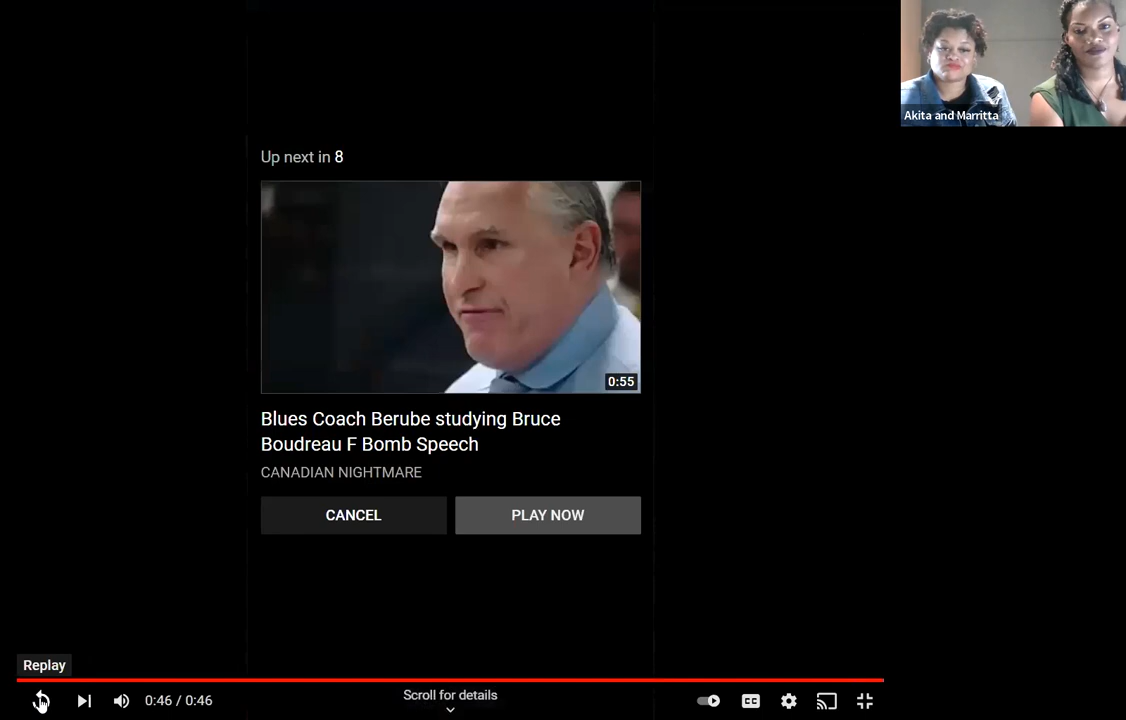 Akita and Marritta
Up next in 8
0:55
Blues Coach Berube studying Bruce
Boudreau F Bomb Speech
CANADIAN NIGHTMARE
CANCEL
PLAY NOW
Replay
0:46 / 0:46
Scroll for details
CC